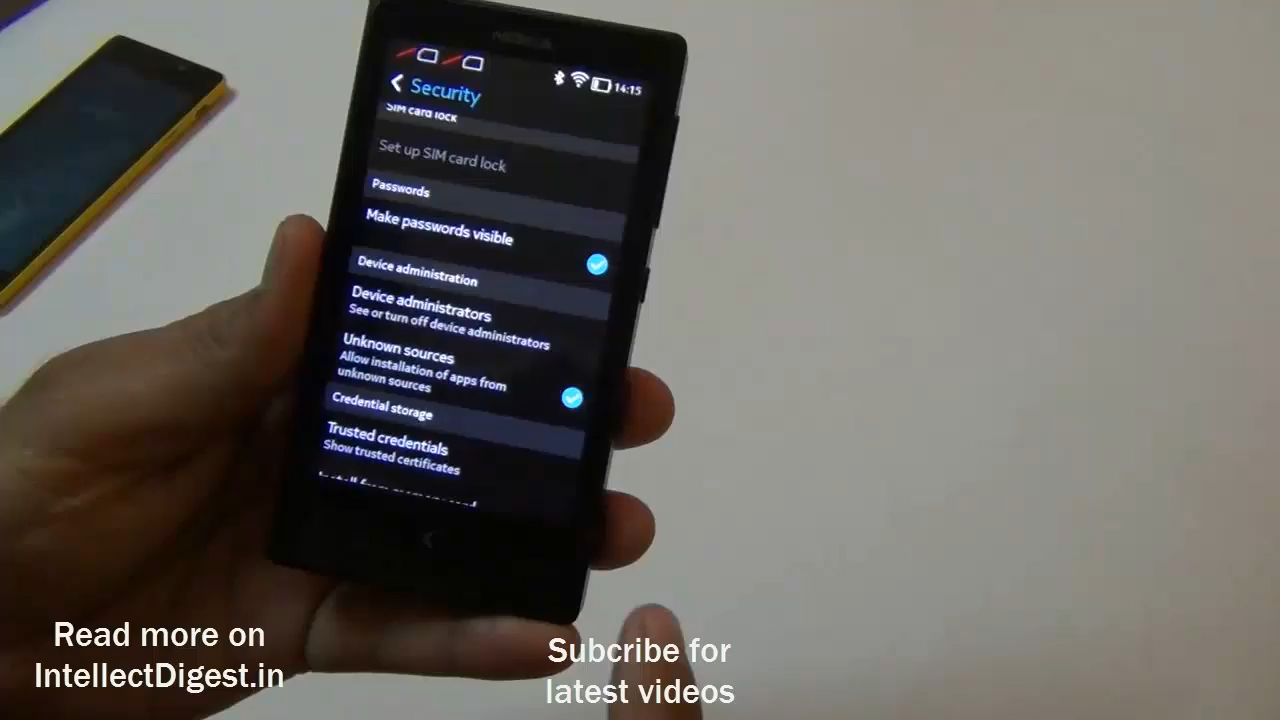 NOKIA
14:15
Security
SIM card lock
Set up SIM card lock
Passwords
Make passwords visible
Device administration
Device administrators
See or turn off device administrators
Unknown sources
Allow installation of apps from
unknown sources
Credential storage
Trusted credentials
Show trusted certificates
Read more on
IntellectDigest.in
Subcribe for
latest videos